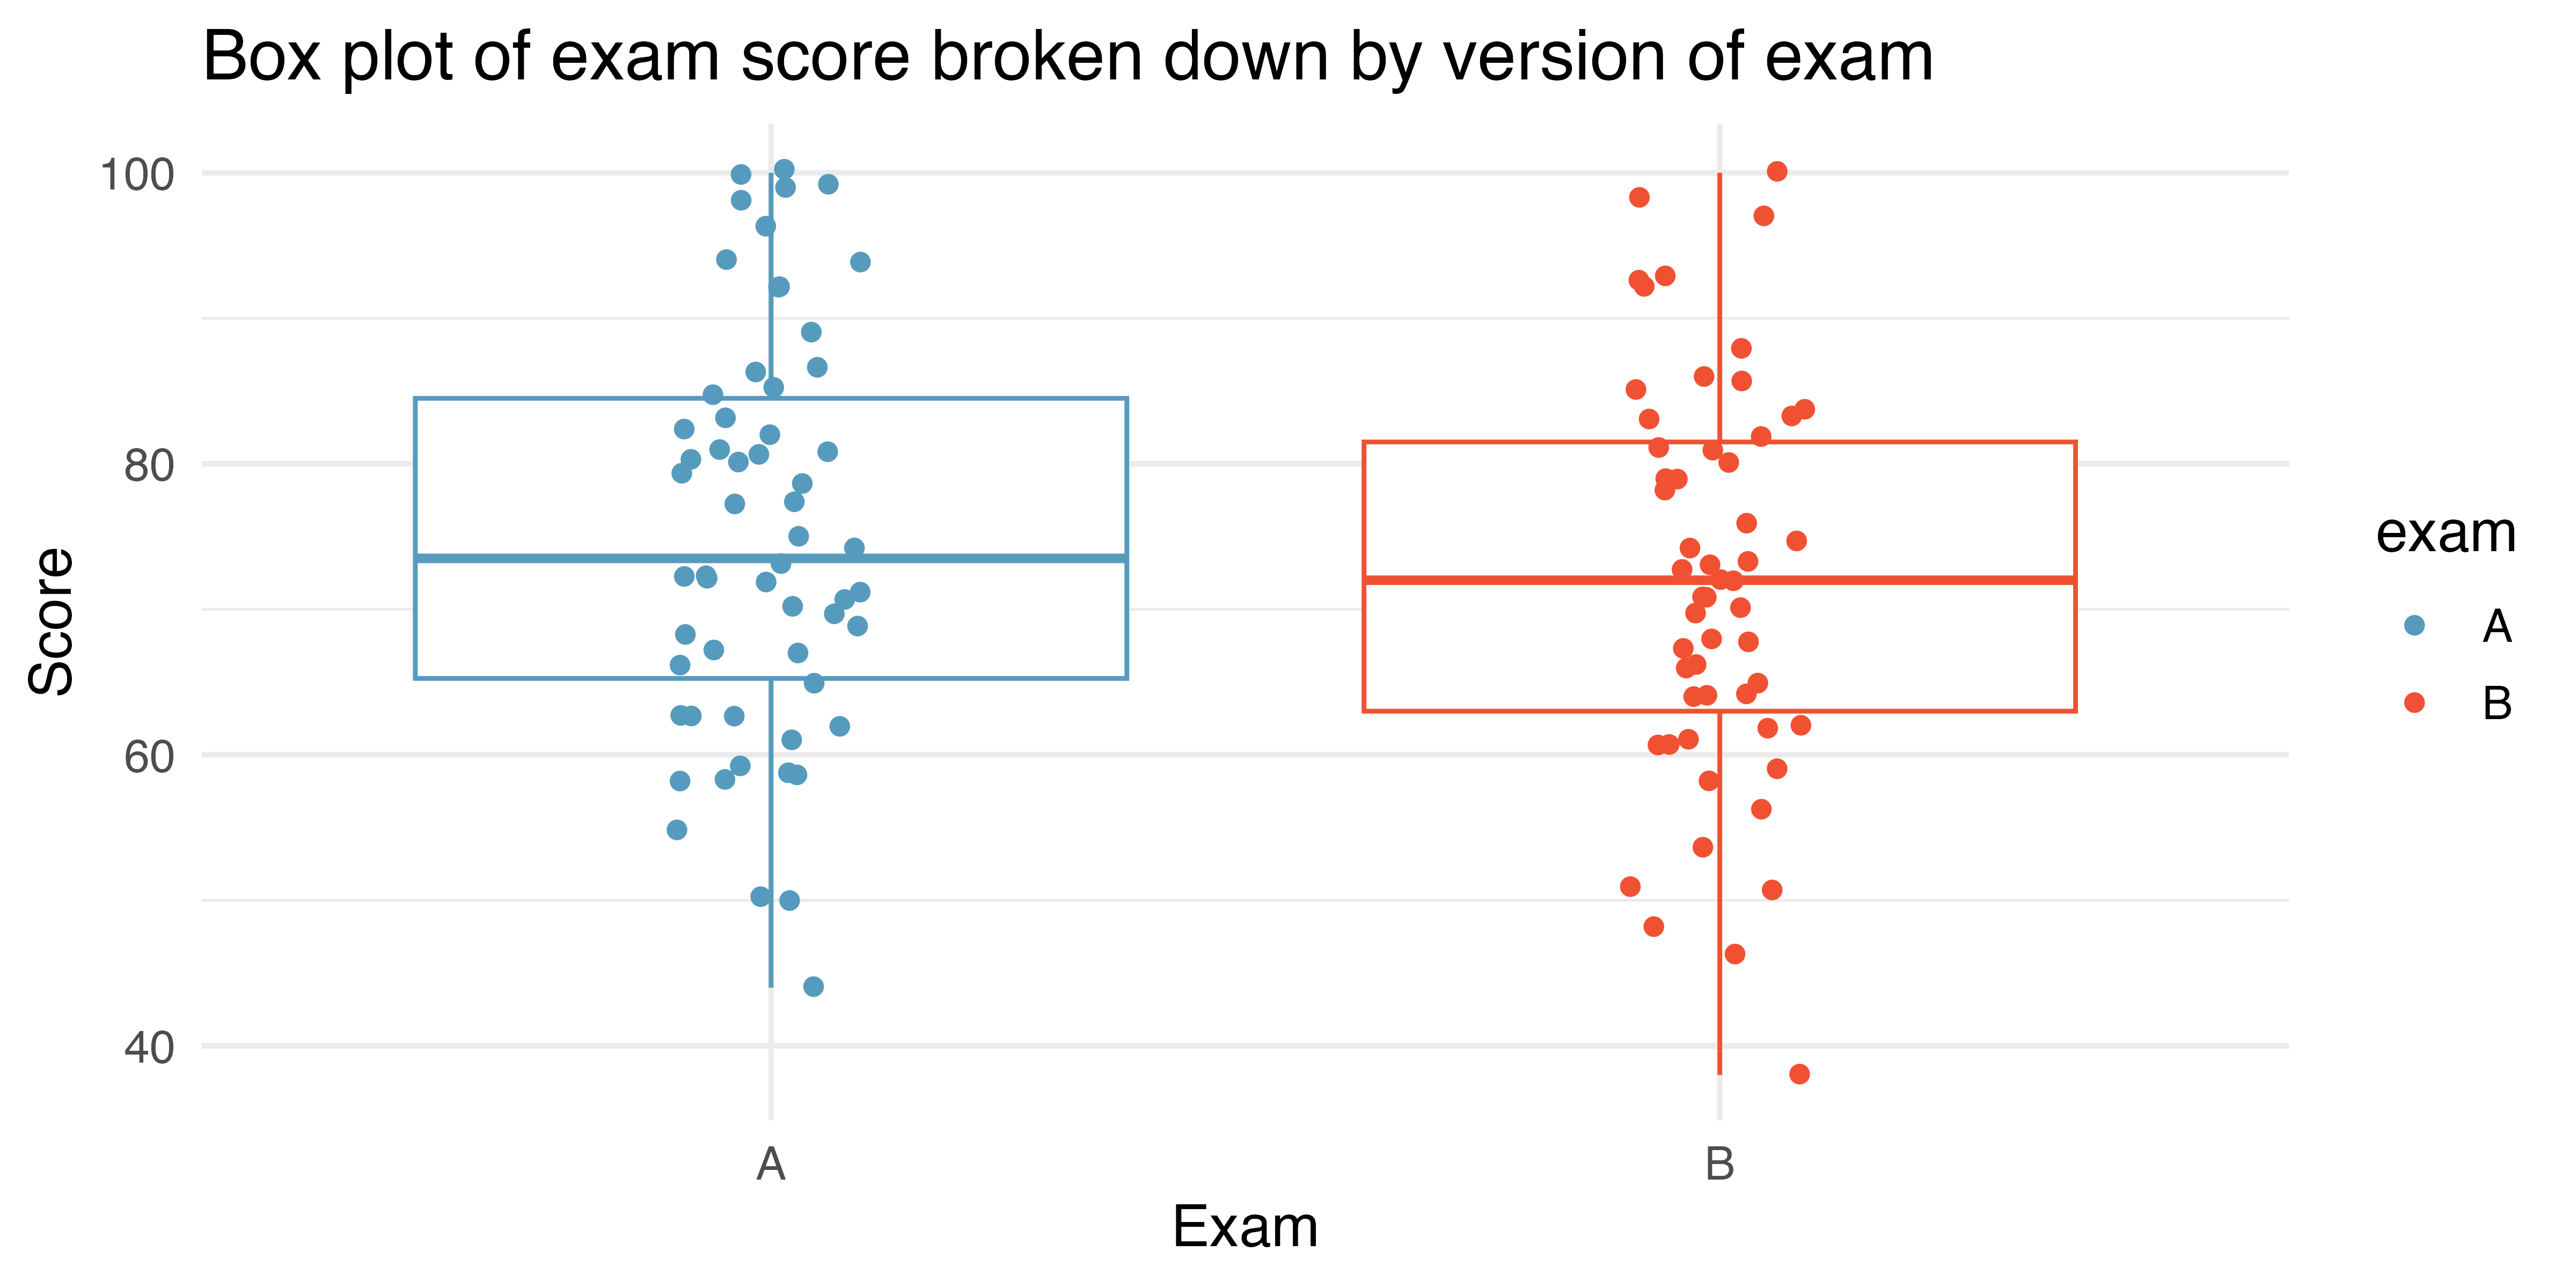 Box plot of exam score broken down by version of exam
Score
100
80
60
40
A
B
Exam
exam
A
B